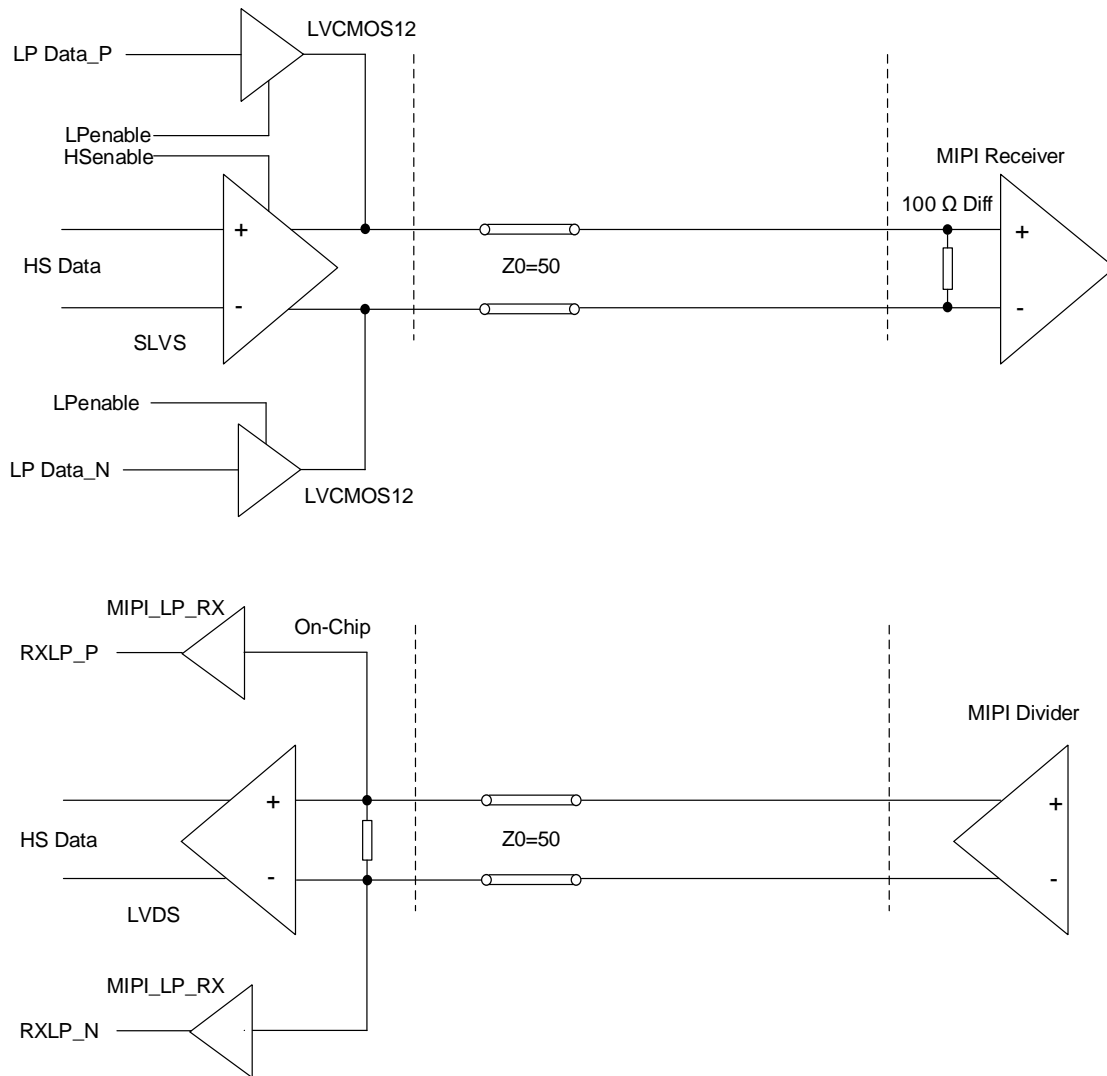 LVCMOS12
LP Data_P
LPenable
HSenable
MIPI Receiver
100 Ω Diff
+
+
HS Data
Z0=50
-
-
SLVS
LPenable
LP Data_N
LVCMOS12
MIPI_LP_RX
On-Chip
RXLP_P
MIPI Divider
+
+
HS Data
Z0=50
-
-
LVDS
MIPI_LP_RX
RXLP_N